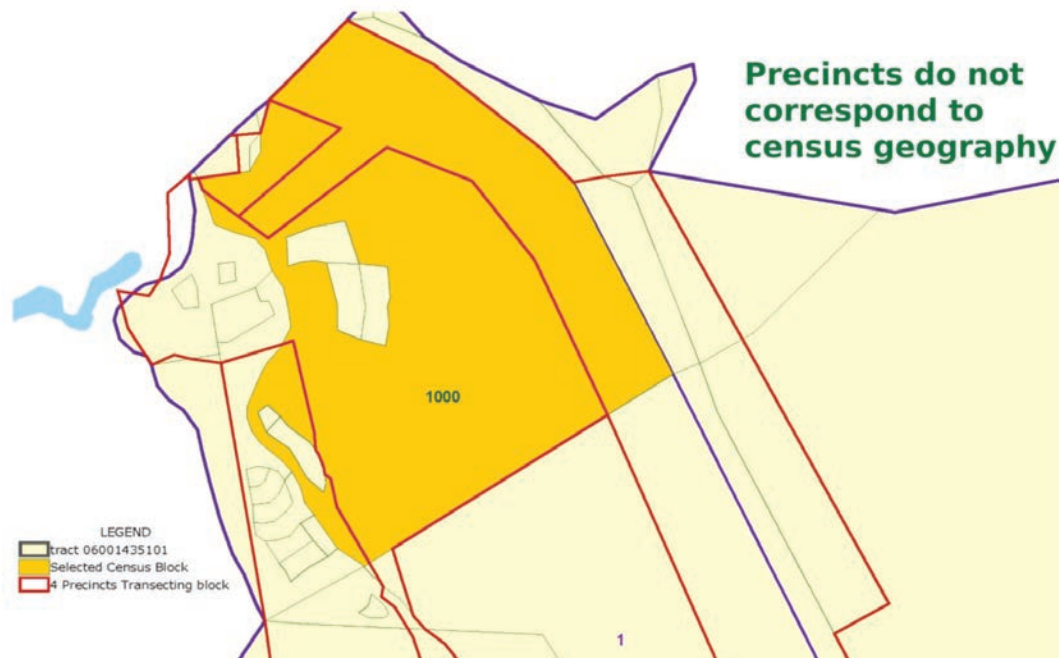 Precincts do not
correspond to
census geography
1000
LEGEND
tract 06001435101
Selected Census Block
4 Precincts Transecting block
1